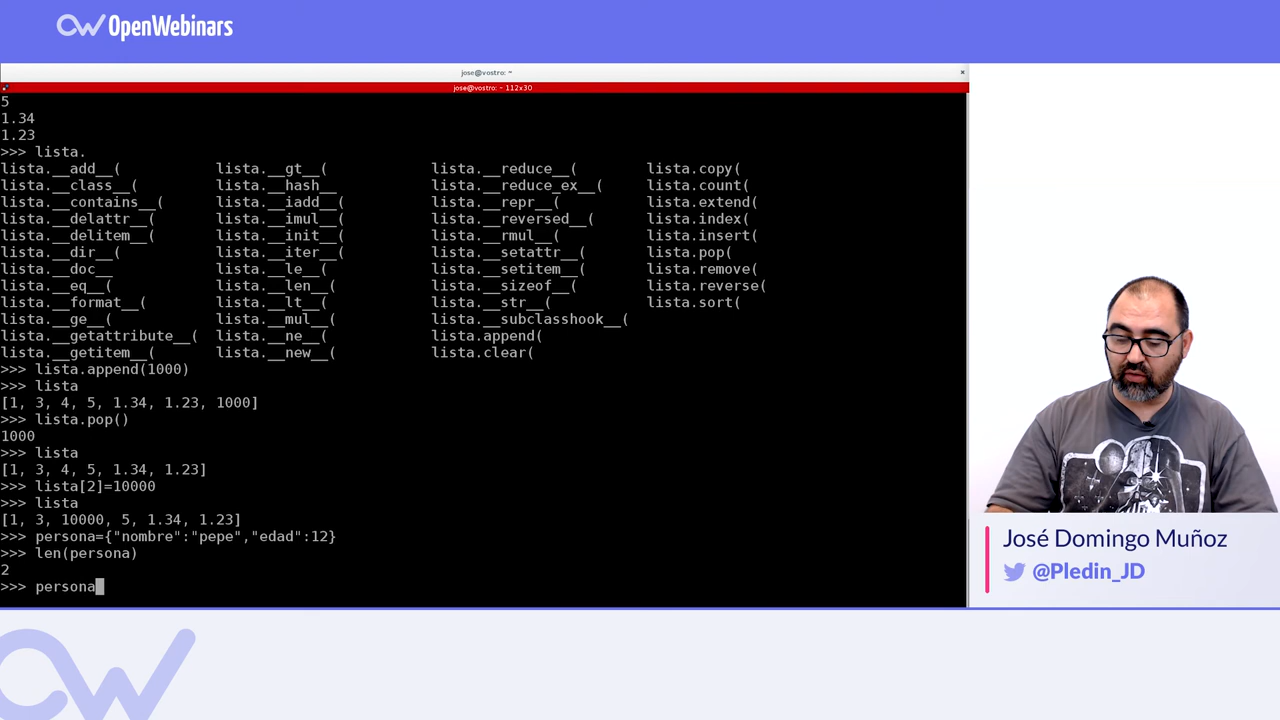 OpenWebinars
jose@vostro: ~
jose@vostro: ~ 112x30
5
1.34
1.23
>>> lista.
lista.__add__( lista.__gt__( lista.__reduce__( lista.copy(
lista.__class__( lista.__hash__ lista.__reduce_ex__( lista.count(
lista.__contains__( lista.__iadd__( lista.__repr__( lista.extend(
lista.__delattr__( lista.__imul__( lista.__reversed__( lista.index(
lista.__delitem__( lista.__init__( lista.__rmul__( lista.insert(
lista.__dir__( lista.__iter__( lista.__setattr__( lista.pop(
lista.__doc__ lista.__le__( lista.__setitem__( lista.remove(
lista.__eq__( lista.__len__( lista.__sizeof__( lista.reverse(
lista.__format__( lista.__lt__( lista.__str__( lista.sort(
lista.__ge__( lista.__mul__( lista.__subclasshook__(
lista.__getattribute__( lista.__ne__( lista.append(
lista.__getitem__( lista.__new__( lista.clear(
>>> lista.append(1000)
>>> lista
[1, 3, 4, 5, 1.34, 1.23, 1000]
>>> lista.pop()
1000
>>> lista
[1, 3, 4, 5, 1.34, 1.23]
>>> lista[2]=10000
>>> lista
[1, 3, 10000, 5, 1.34, 1.23]
>>> persona={"nombre":"pepe","edad":12}
>>> len(persona)
2
>>> persona
José Domingo Muñoz
@Pledin_JD